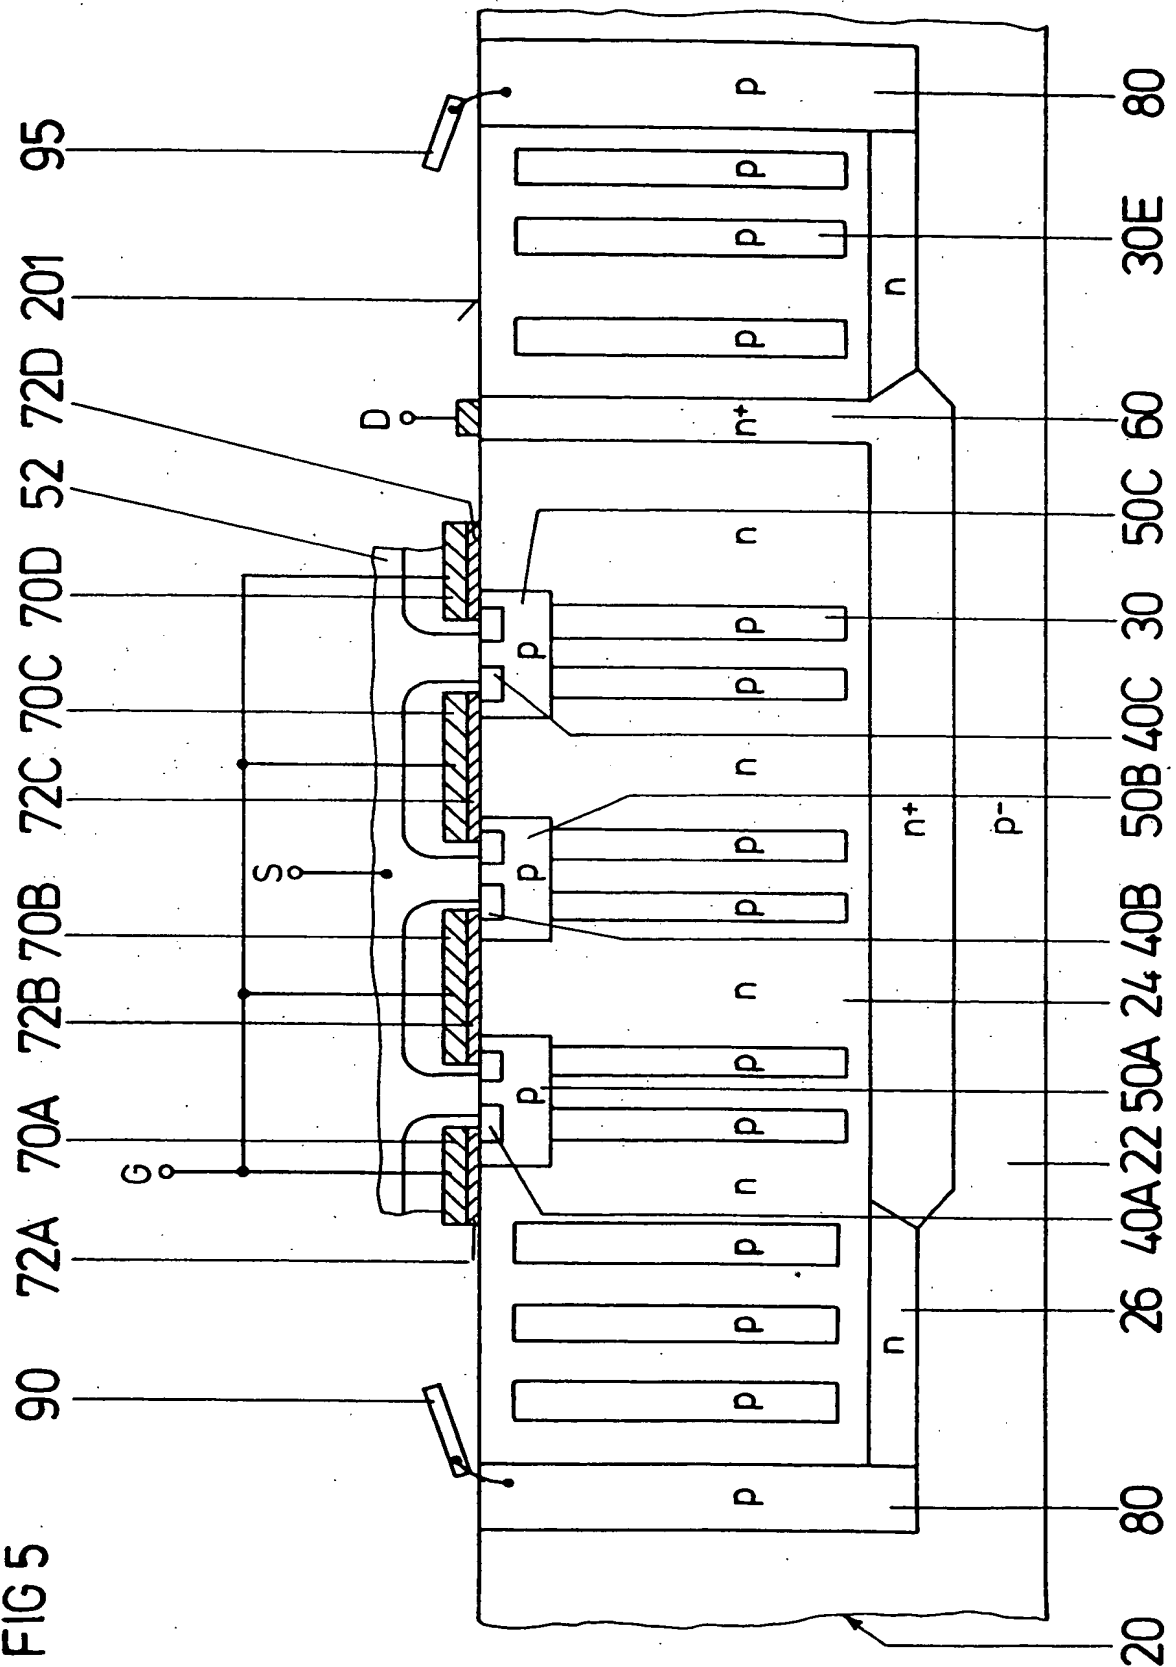 FIG 5
90 72A 70A 72B 70B 72C 70C 70D 52 72D 201 95
G S D
p p p p n p p p n p p p n p p p n n+ p p p p
n n+ n
p-
20 80 26 40A 22 50A 24 40B 50B 40C 30 50C 60 30E 80